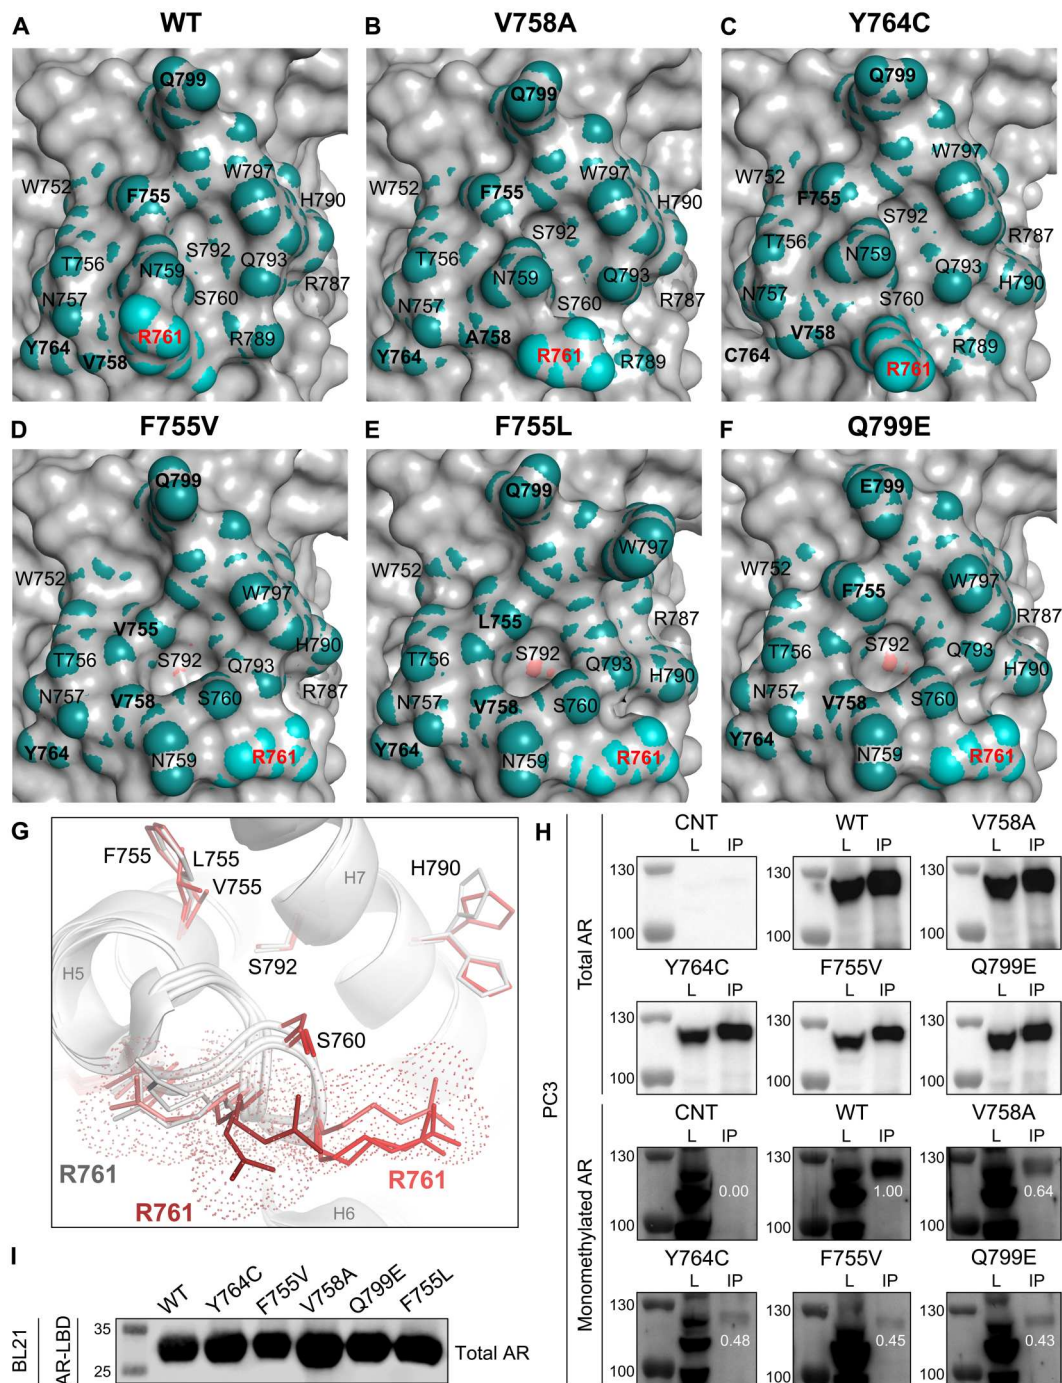 A WT
Q799
W797
W752
F755
H790
S792
T756
N759
Q793
R787
N757
S760
R761
R789
Y764
V758
B V758A
Q799
W797
W752
F755
H790
S792
T756
N759
Q793
R787
N757
S760
A758
R761
R789
Y764
C Y764C
Q799
W797
W752
F755
S792
R787
T756
N759
Q793
H790
N757
S760
V758
R789
C764
R761
D F755V
Q799
W752
W797
V755
H790
T756
S792
Q793
R787
N757
V758
S760
Y764
N759
R761
E F755L
Q799
W797
W752
R787
L755
T756
S792
Q793
H790
N757
V758
S760
Y764
N759
R761
F Q799E
E799
W752
W797
F755
R787
S792
T756
Q793
H790
N757
V758
S760
Y764
N759
R761
G
F755
L755
V755
H7
H790
S792
H5
S760
R761
R761
R761
H6
H
PC3
Total AR
CNT WT V758A
L IP L IP L IP
130 130 130
100 100 100
Y764C F755V Q799E
L IP L IP L IP
130 130 130
100 100 100
Monomethylated AR
CNT WT V758A
L IP L IP L IP
130 130 130
0.00 1.00 0.64
100 100 100
Y764C F755V Q799E
L IP L IP L IP
130 130 130
0.48 0.45 0.43
100 100 100
I
WT Y764C F755V V758A Q799E F755L
BL21
AR-LBD
35
25
Total AR